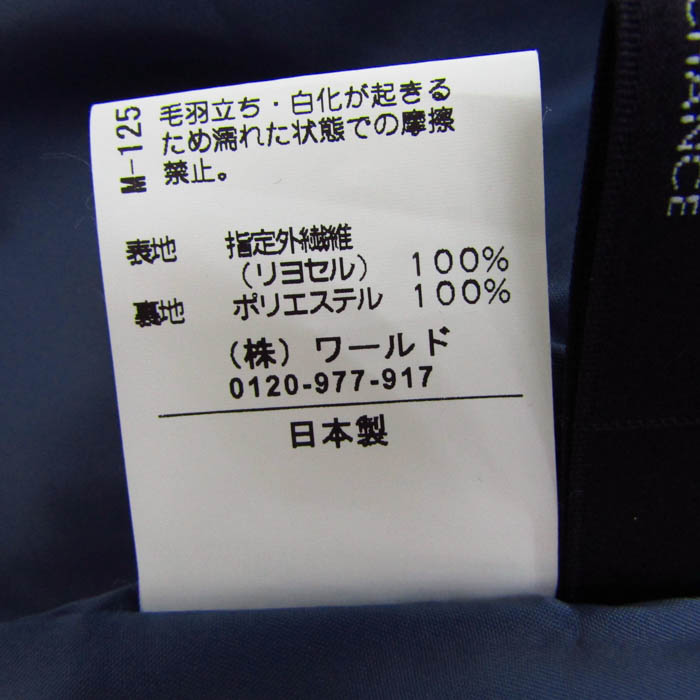 M-125
毛羽立ち・白化が起きる
ため濡れた状態での摩擦
禁止。
表地 指定外繊維
(リヨセル) 100%
裏地 ポリエステル 100%
(株) ワールド
0120-977-917
日本製